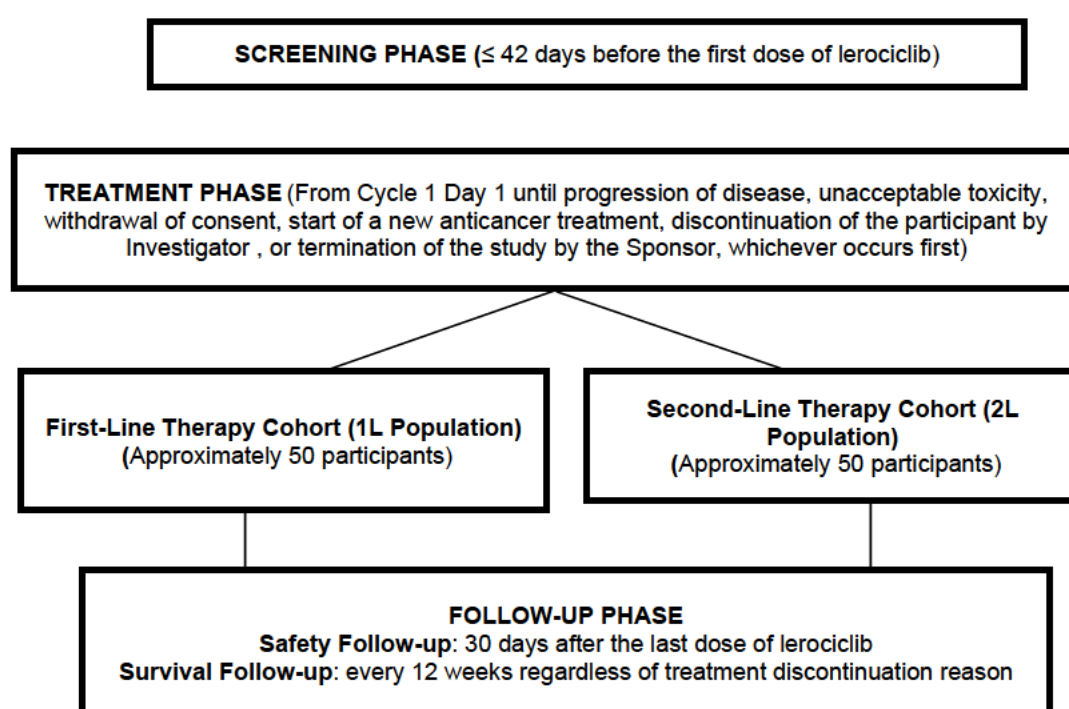 SCREENING PHASE (≤ 42 days before the first dose of lerociclib)
TREATMENT PHASE (From Cycle 1 Day 1 until progression of disease, unacceptable toxicity,
withdrawal of consent, start of a new anticancer treatment, discontinuation of the participant by
Investigator , or termination of the study by the Sponsor, whichever occurs first)
First-Line Therapy Cohort (1L Population)
(Approximately 50 participants)
Second-Line Therapy Cohort (2L
Population)
(Approximately 50 participants)
FOLLOW-UP PHASE
Safety Follow-up: 30 days after the last dose of lerociclib
Survival Follow-up: every 12 weeks regardless of treatment discontinuation reason